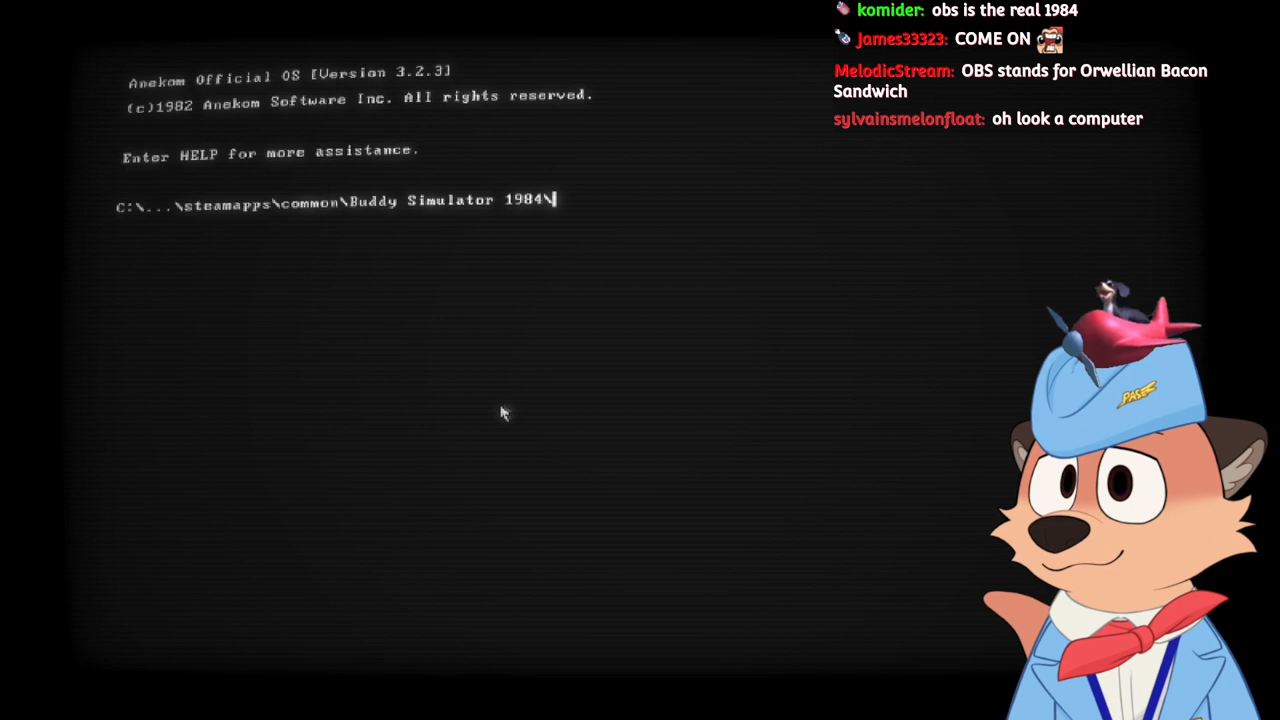 Anekom Official OS [Version 3.2.3]
(c)1982 Anekom Software Inc. All rights reserved.
Enter HELP for more assistance.
C:\...\steamapps\common\Buddy Simulator 1984\
komider: obs is the real 1984
James33323: COME ON
MelodicStream: OBS stands for Orwellian Bacon
Sandwich
sylvainsmelonfloat: oh look a computer